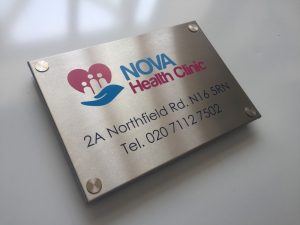 NOVA
Health Clinic
2A Northfield Rd. N16 5RN
Tel. 020 7112 7502